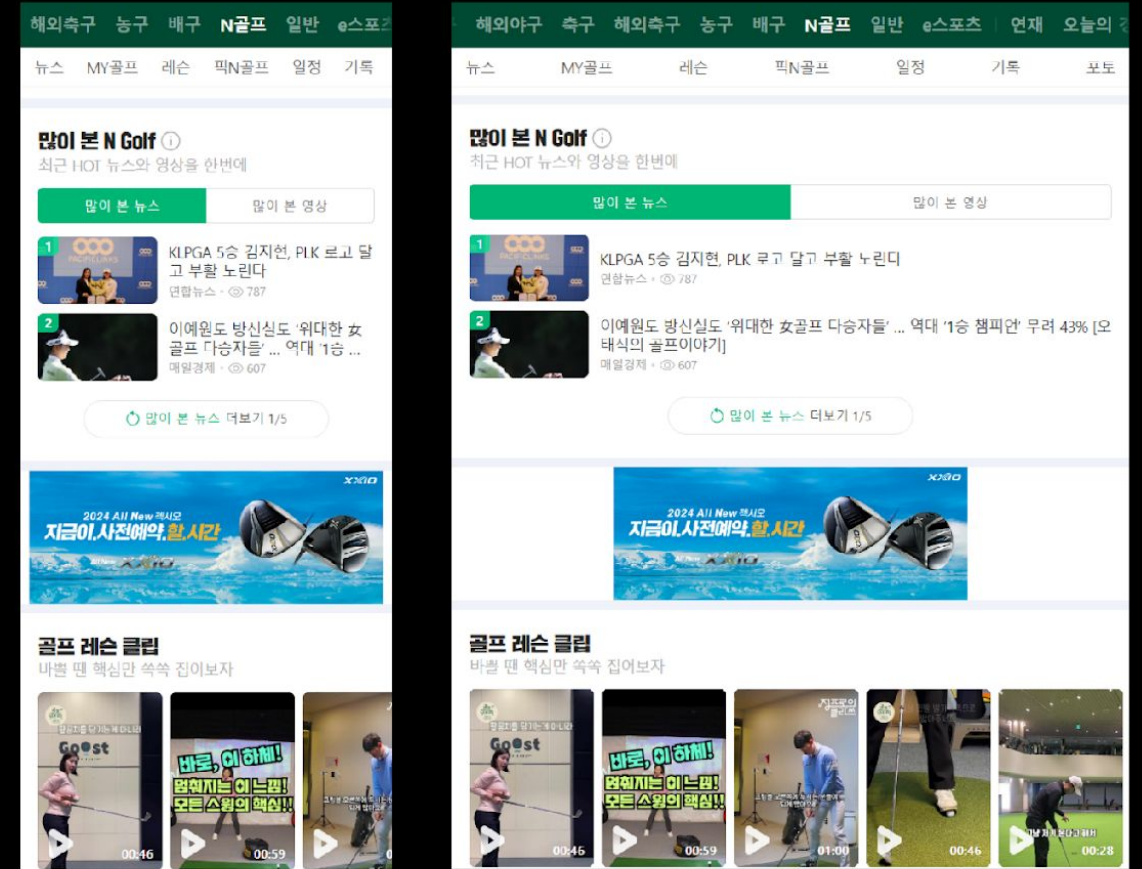 해외축구 농구 배구 N골프 일반 e스포츠
뉴스 MY골프 레슨 픽N골프 일정 기록
많이 본 N Golf
최근 HOT 뉴스와 영상을 한번에
많이 본 뉴스 많이 본 영상
1
PACIFIC LINKS
KLPGA 5승 김지현, PLK 로고 달
고 부활 노린다
연합뉴스 · 787
2
이예원도 방신실도 '위대한 女
골프 다승자들' ... 역대 '1승 ...
매일경제 · 607
많이 본 뉴스 더보기 1/5
XXIO
2024 All New 젝시오
지금이.사전예약.할.시간
All New XXIO
골프 레슨 클립
바쁠 땐 핵심만 쏙쏙 집어보자
Goost
00:46
바로, 이 하체!
멈춰지는 이 느낌!
모든 스윙의 핵심!!
00:59
해외야구 축구 해외축구 농구 배구 N골프 일반 e스포츠 연재 오늘의
뉴스 MY골프 레슨 픽N골프 일정 기록 포토
많이 본 N Golf
최근 HOT 뉴스와 영상을 한번에
많이 본 뉴스 많이 본 영상
1
PACIFIC LINKS
KLPGA 5승 김지현, PLK 로고 달고 부활 노린다
연합뉴스 · 787
2
이예원도 방신실도 '위대한 女골프 다승자들' ... 역대 '1승 챔피언' 무려 43% [오
태식의 골프이야기]
매일경제 · 607
많이 본 뉴스 더보기 1/5
XXIO
2024 All New 젝시오
지금이.사전예약.할.시간
All New XXIO
골프 레슨 클립
바쁠 땐 핵심만 쏙쏙 집어보자
Goost
00:46
바로, 이 하체!
멈춰지는 이 느낌!
모든 스윙의 핵심!!
00:59
01:00
00:46
00:28